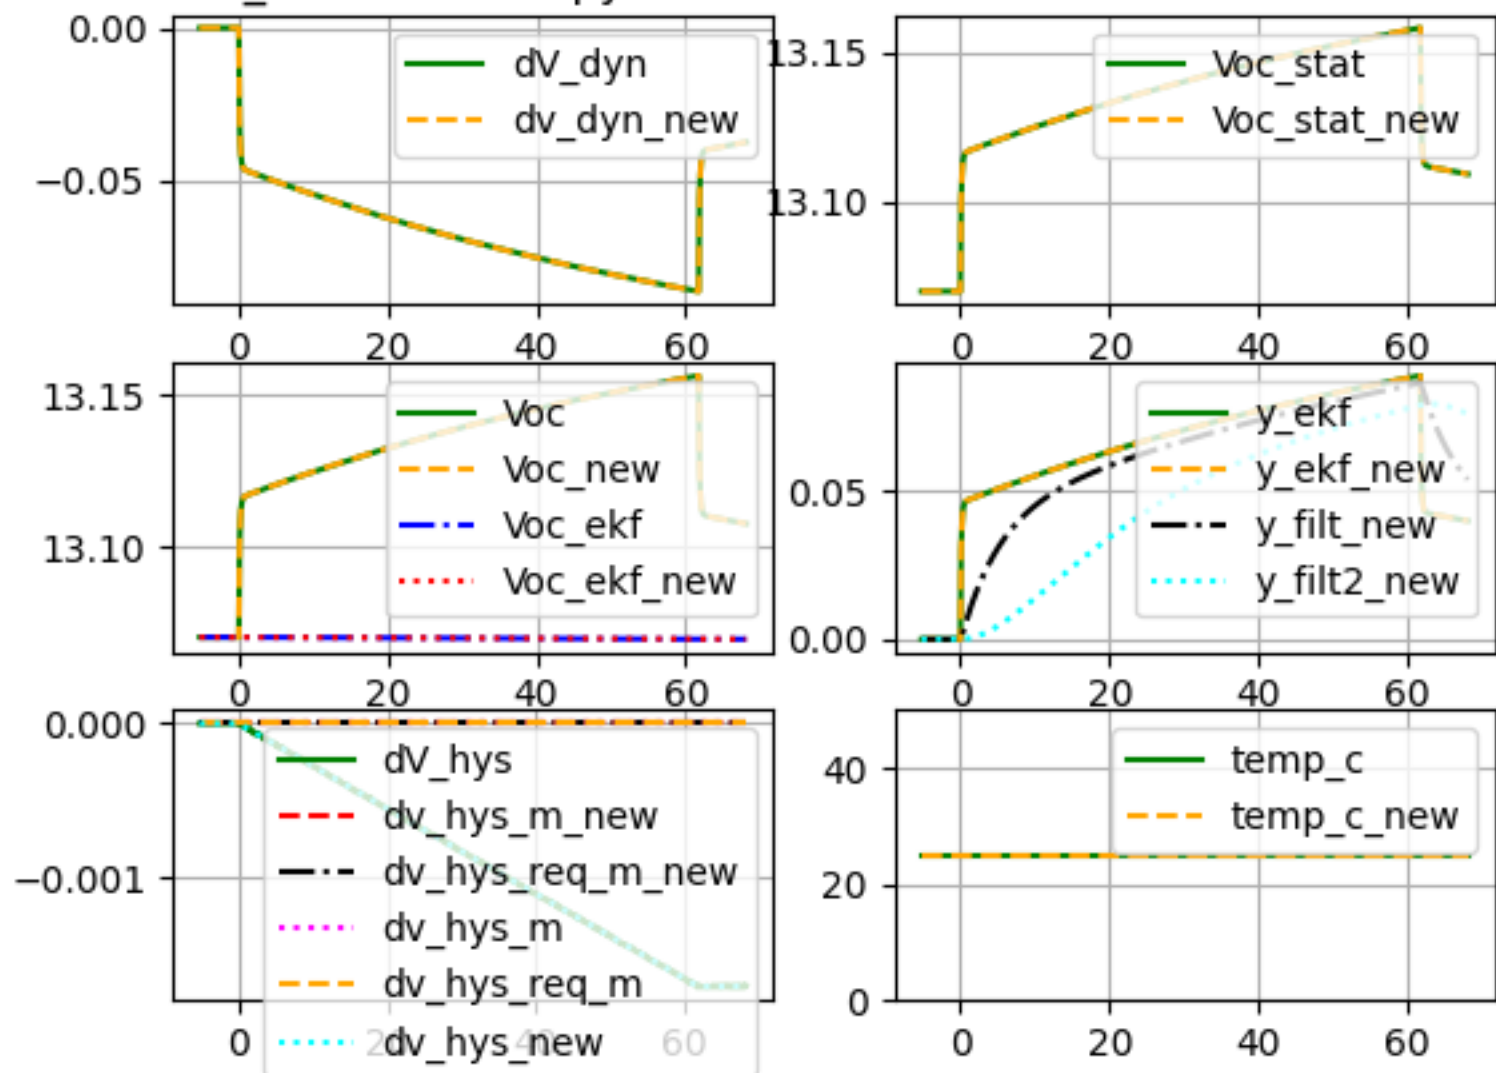 0.00
−0.05
dV_dyn
dv_dyn_new
0 20 40 60
13.15
13.10
Voc_stat
Voc_stat_new
0 20 40 60
13.15
13.10
Voc
Voc_new
Voc_ekf
Voc_ekf_new
0 20 40 60
0.05
0.00
y_ekf
y_ekf_new
y_filt_new
y_filt2_new
0 20 40 60
0.000
−0.001
dV_hys
dv_hys_m_new
dv_hys_req_m_new
dv_hys_m
dv_hys_req_m
dv_hys_new
0 20 40 60
40
20
0
temp_c
temp_c_new
0 20 40 60